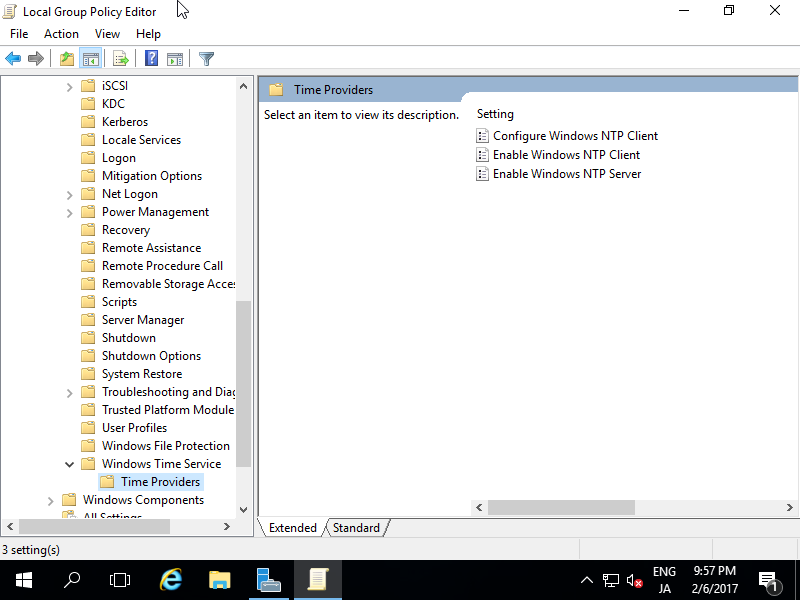 Local Group Policy Editor
File Action View Help
iSCSI
KDC
Kerberos
Locale Services
Logon
Mitigation Options
Net Logon
Power Management
Recovery
Remote Assistance
Remote Procedure Call
Removable Storage Acces
Scripts
Server Manager
Shutdown
Shutdown Options
System Restore
Troubleshooting and Diag
Trusted Platform Module
User Profiles
Windows File Protection
Windows Time Service
Time Providers
Windows Components
All Settings
Time Providers
Select an item to view its description.
Setting
Configure Windows NTP Client
Enable Windows NTP Client
Enable Windows NTP Server
Extended Standard
3 setting(s)
ENG
JA
9:57 PM
2/6/2017
1